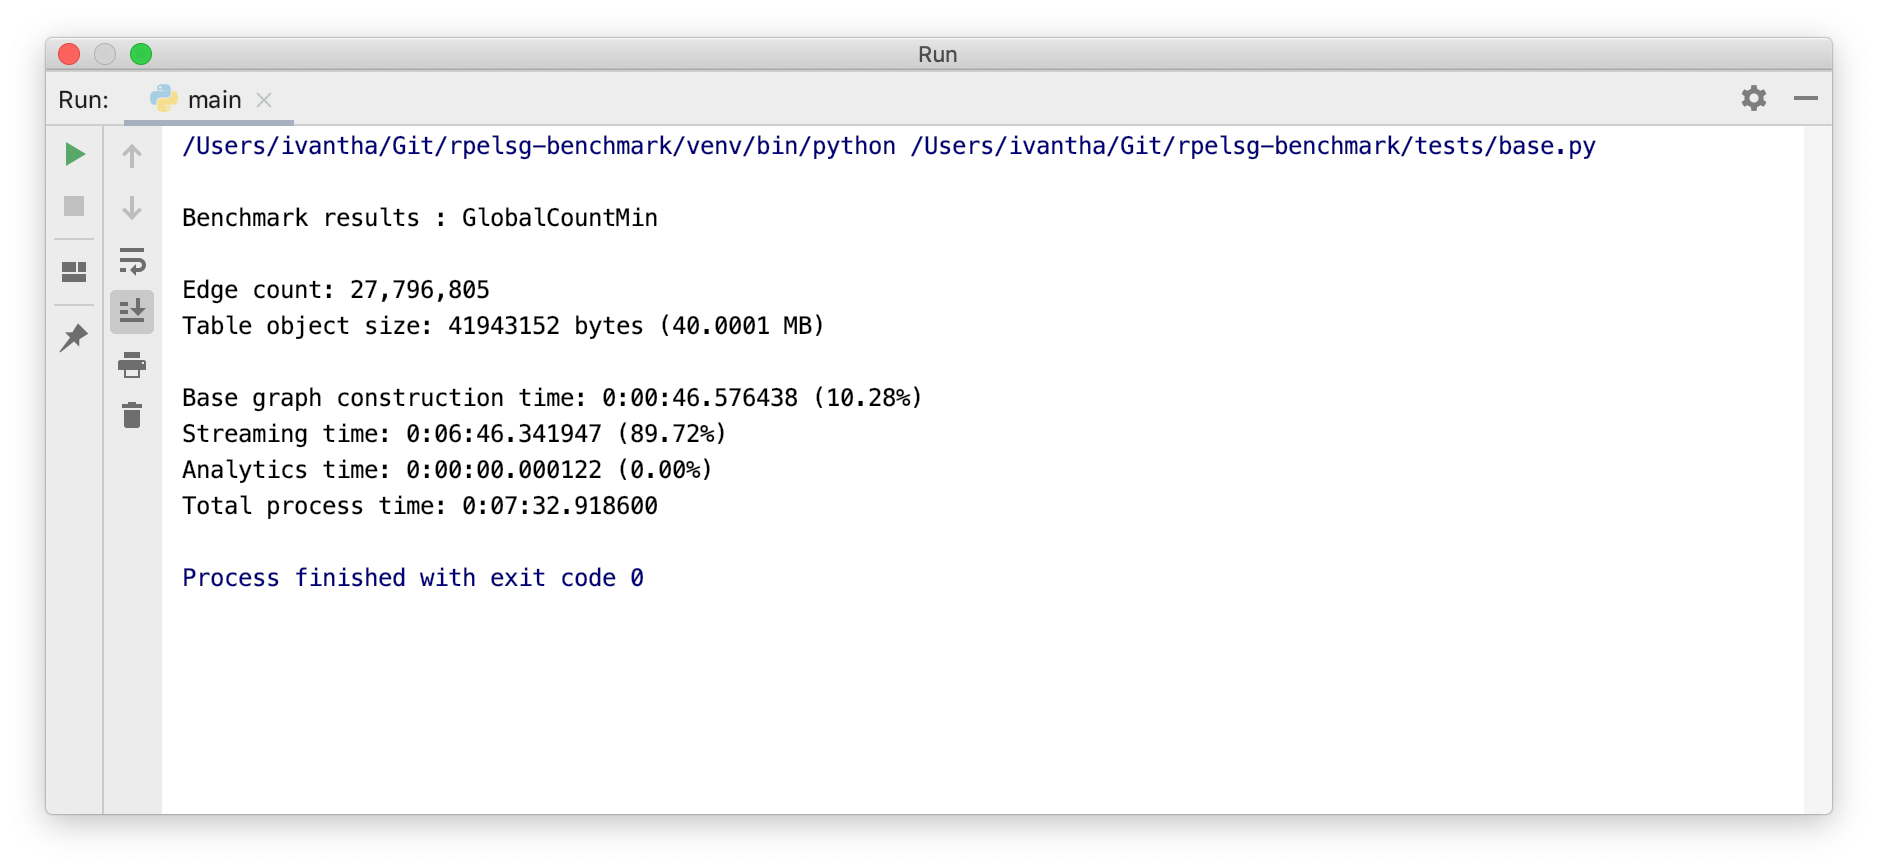 Run
Run: main
/Users/ivantha/Git/rpelsg-benchmark/venv/bin/python /Users/ivantha/Git/rpelsg-benchmark/tests/base.py
Benchmark results : GlobalCountMin
Edge count: 27,796,805
Table object size: 41943152 bytes (40.0001 MB)
Base graph construction time: 0:00:46.576438 (10.28%)
Streaming time: 0:06:46.341947 (89.72%)
Analytics time: 0:00:00.000122 (0.00%)
Total process time: 0:07:32.918600
Process finished with exit code 0